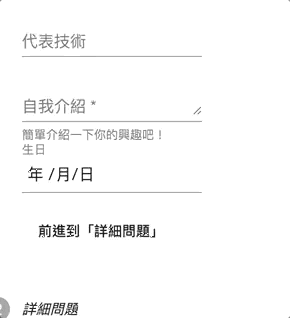 代表技術
自我介紹 *
簡單介紹一下你的興趣吧！
生日
年 /月/日
前進到「詳細問題」
2 詳細問題